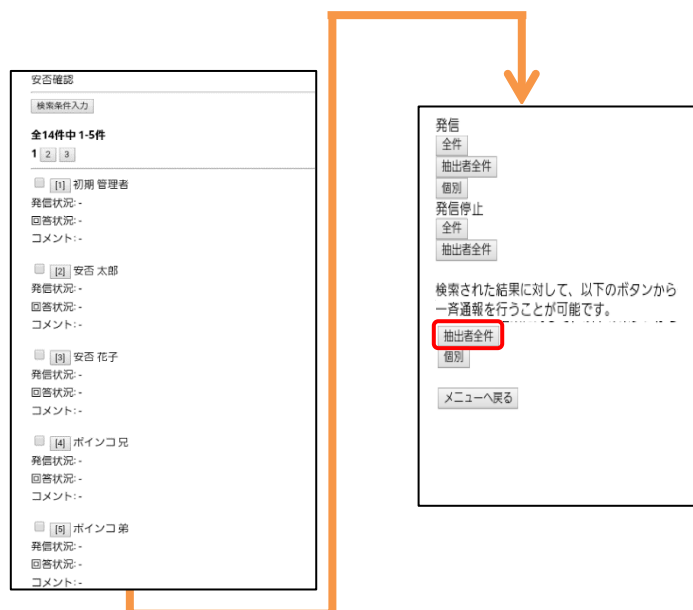 安否確認
検索条件入力
全14件中 1-5件
1 2 3
[1] 初期 管理者
発信状況: -
回答状況: -
コメント: -
[2] 安否 太郎
発信状況: -
回答状況: -
コメント: -
[3] 安否 花子
発信状況: -
回答状況: -
コメント: -
[4] ポインコ 兄
発信状況: -
回答状況: -
コメント: -
[5] ポインコ 弟
発信状況: -
回答状況: -
コメント: -
発信
全件
抽出者全件
個別
発信停止
全件
抽出者全件
検索された結果に対して、以下のボタンから
一斉通報を行うことが可能です。
抽出者全件
個別
メニューへ戻る